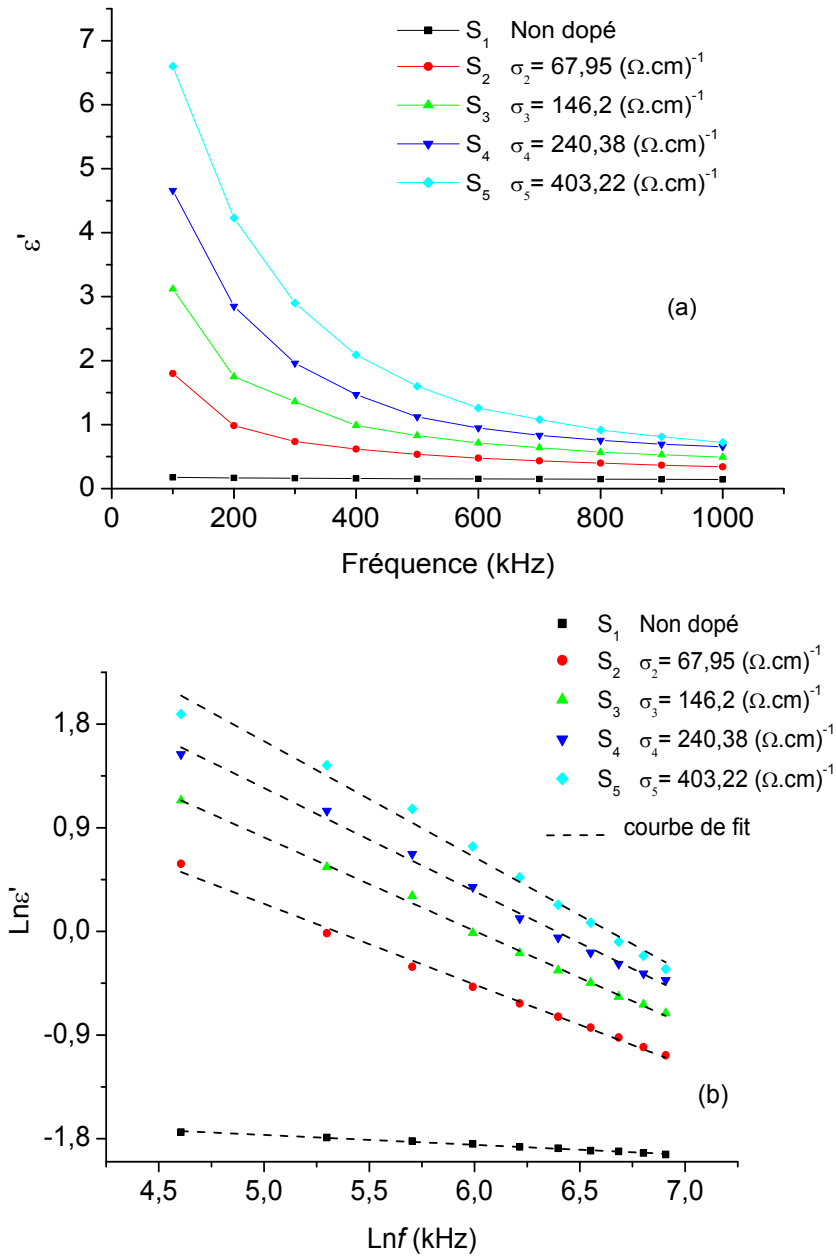 S₁ Non dopé
S₂ σ₂= 67,95 (Ω.cm)⁻¹
S₃ σ₃= 146,2 (Ω.cm)⁻¹
S₄ σ₄= 240,38 (Ω.cm)⁻¹
S₅ σ₅= 403,22 (Ω.cm)⁻¹
7
6
5
4
3
2
1
0
ε'
(a)
0 200 400 600 800 1000
Fréquence (kHz)
S₁ Non dopé
S₂ σ₂= 67,95 (Ω.cm)⁻¹
S₃ σ₃= 146,2 (Ω.cm)⁻¹
S₄ σ₄= 240,38 (Ω.cm)⁻¹
S₅ σ₅= 403,22 (Ω.cm)⁻¹
courbe de fit
1,8
0,9
0,0
-0,9
-1,8
Lnε'
(b)
4,5 5,0 5,5 6,0 6,5 7,0
Lnf (kHz)